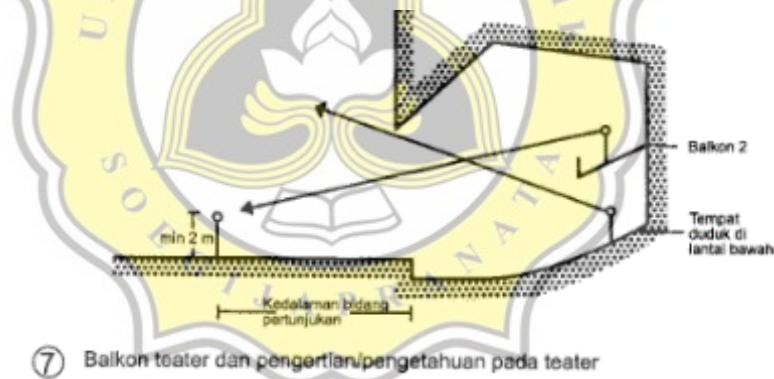 Balkon 2
Tempat
duduk di
lantai bawah
min 2 m
Kedalaman bidang
pertunjukan
7 Balkon teater dan pengertian/pengetahuan pada teater